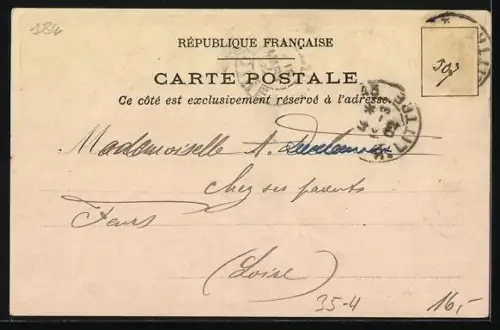 184
RÉPUBLIQUE FRANÇAISE
CARTE POSTALE
Ce côté est exclusivement réservé à l'adresse.
Mademoiselle A.
chez ses parents
Feurs
(Loire)
35-4
16,-